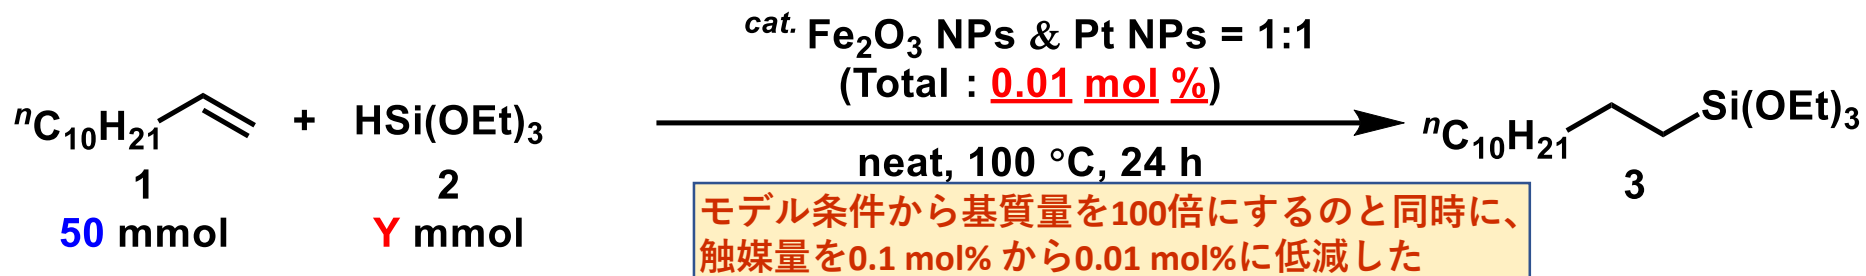 cat. Fe2O3 NPs & Pt NPs = 1:1
(Total : 0.01 mol %)
nC10H21 + HSi(OEt)3
nC10H21 Si(OEt)3
neat, 100 °C, 24 h
1 2 3
50 mmol Y mmol
モデル条件から基質量を100倍にするのと同時に、
触媒量を0.1 mol% から0.01 mol%に低減した